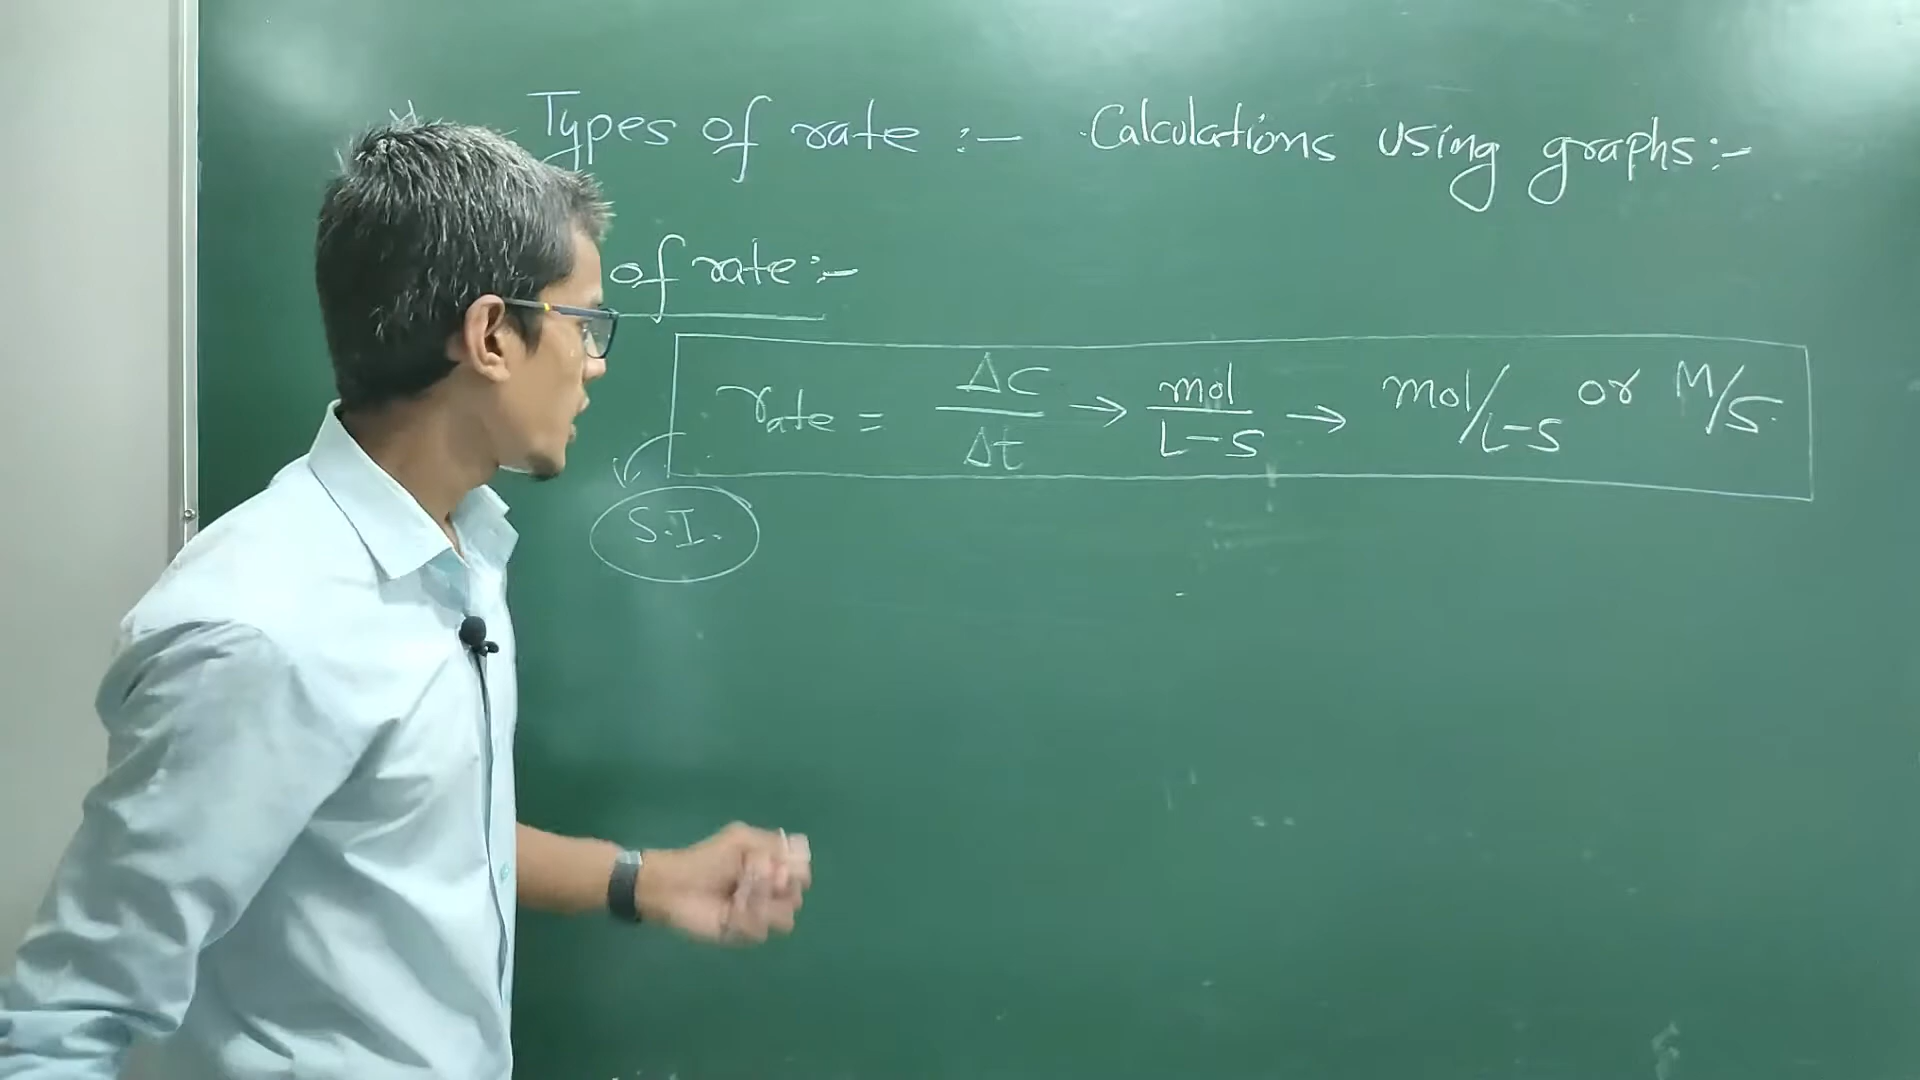 Types of rate :- Calculations using graphs:-
of rate:-
rate = ΔC/Δt → mol/L-S → mol/L-S or M/S.
S.I.